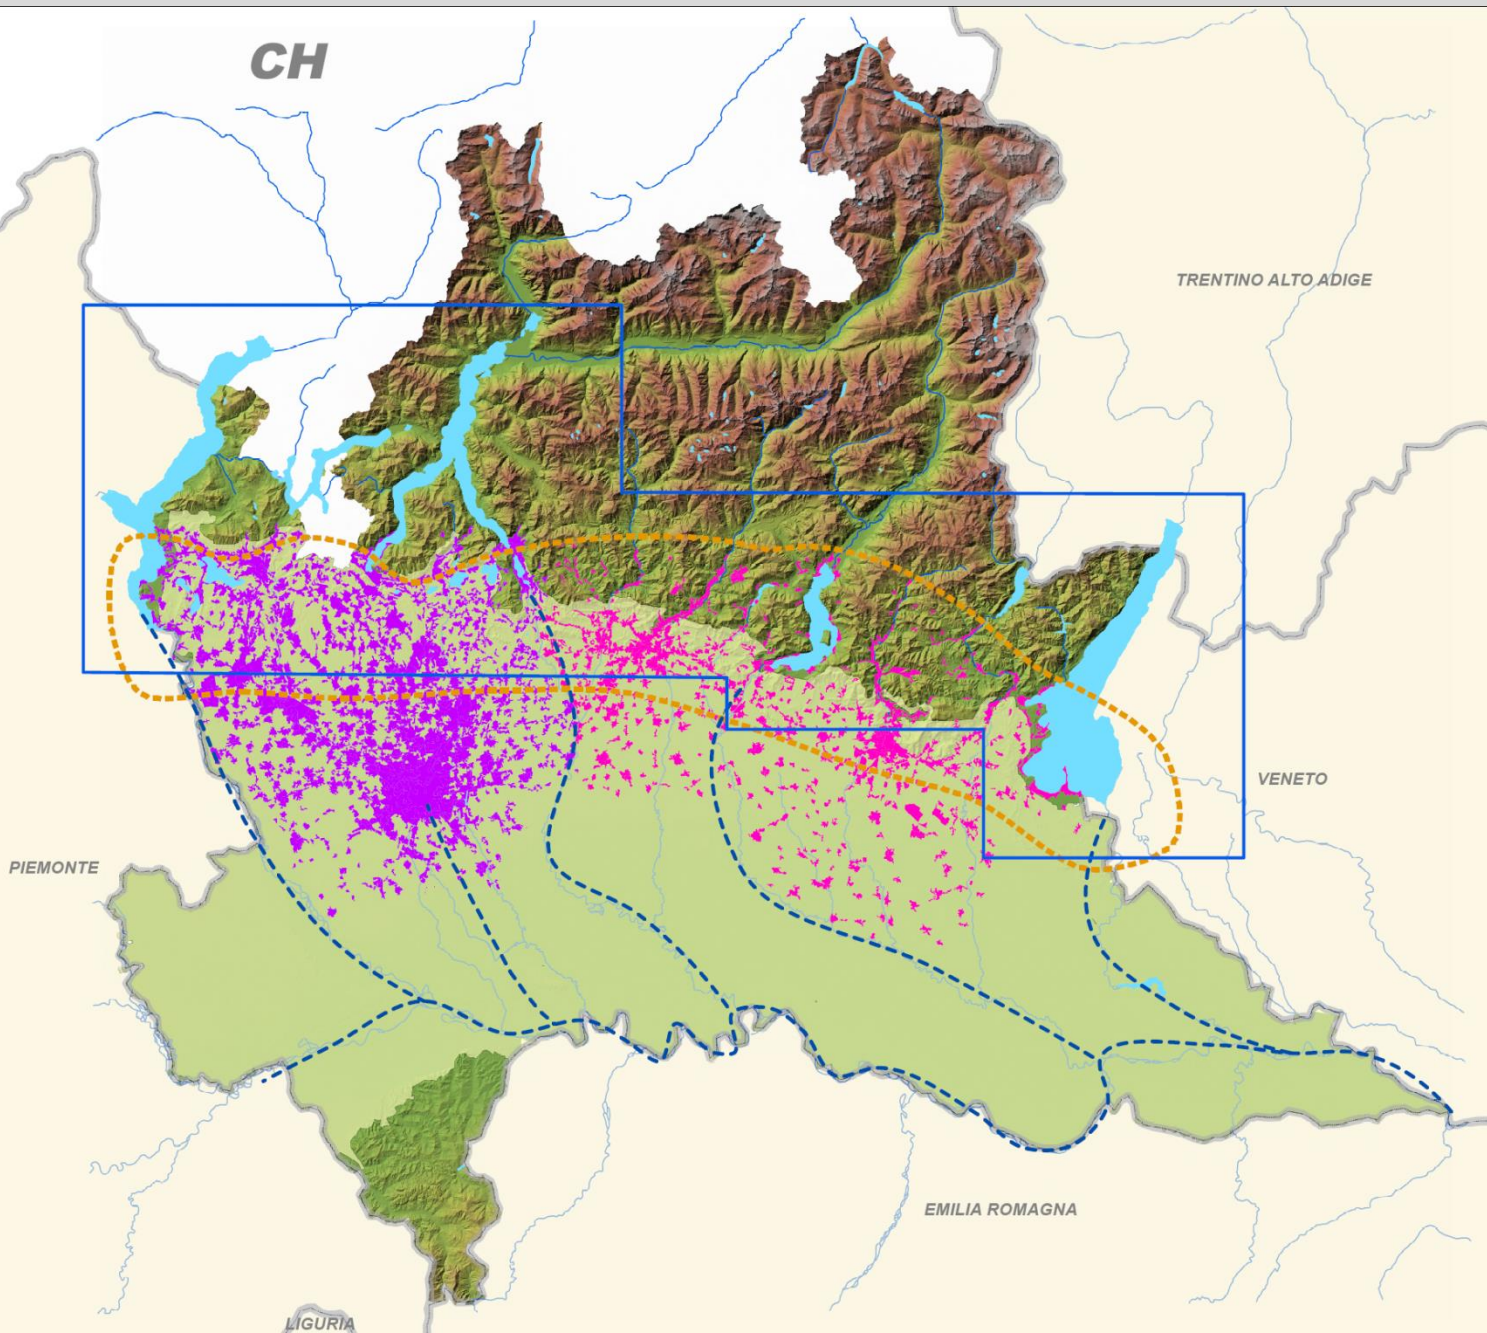 CH
TRENTINO ALTO ADIGE
VENETO
PIEMONTE
EMILIA ROMAGNA
LIGURIA